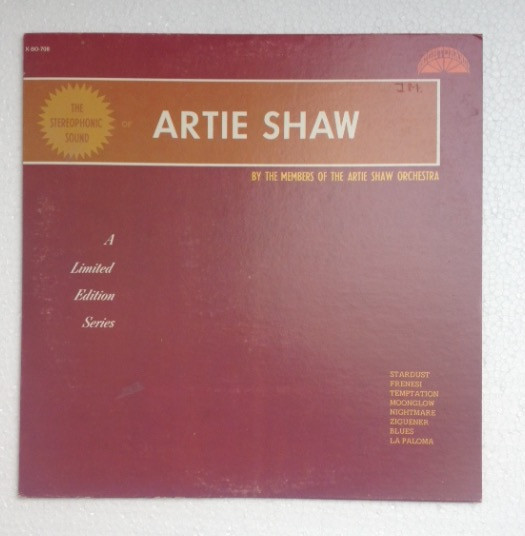 THE
STEREOPHONIC
SOUND
OF
ARTIE SHAW
J.M.
BY THE MEMBERS OF THE ARTIE SHAW ORCHESTRA
A
Limited
Edition
Series
STARDUST
FRENESI
TEMPTATION
MOONGLOW
NIGHTMARE
ZIGUENER
BLUES
LA PALOMA